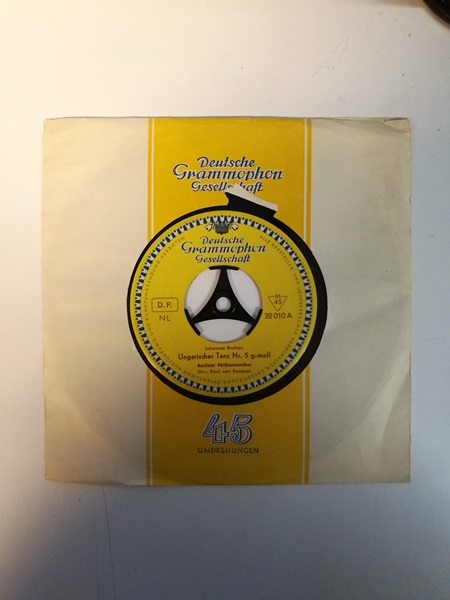 Deutsche
Grammophon
Gesellschaft
Deutsche
Grammophon
Gesellschaft
D.P.
NL
M
45
32 010 A
Johannes Brahms
Ungarischer Tanz Nr. 5 g-moll
Berliner Philharmoniker
Dir.: Paul van Kempen
45
UMDREHUNGEN